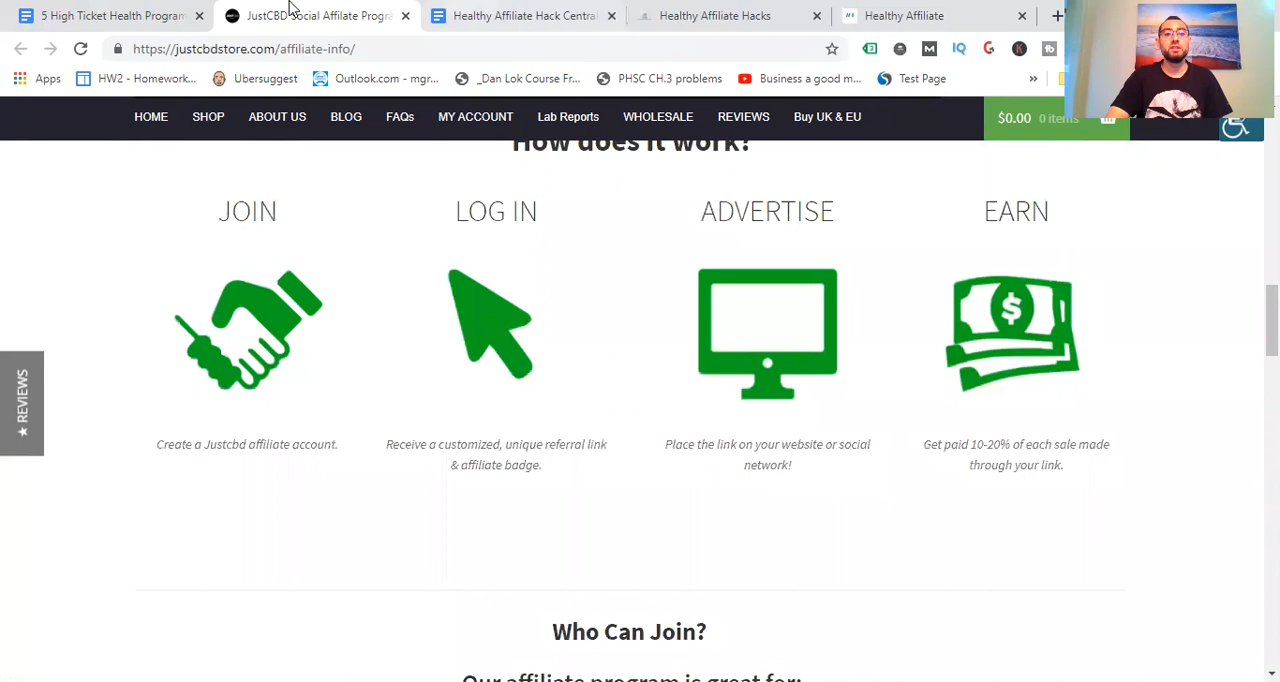 5 High Ticket Health Program
JustCBD Social Affilate Progra
Healthy Affiliate Hack Central
Healthy Affiliate Hacks
Healthy Affiliate
https://justcbdstore.com/affiliate-info/
Apps
HW2 - Homework...
Ubersuggest
Outlook.com - mgr...
_Dan Lok Course Fr...
PHSC CH.3 problems
Business a good m...
Test Page
»
HOME
SHOP
ABOUT US
BLOG
FAQs
MY ACCOUNT
Lab Reports
WHOLESALE
REVIEWS
Buy UK & EU
$0.00 0 items
How does it work?
JOIN
LOG IN
ADVERTISE
EARN
Create a Justcbd affiliate account.
Receive a customized, unique referral link
& affiliate badge.
Place the link on your website or social
network!
Get paid 10-20% of each sale made
through your link.
★ REVIEWS
Who Can Join?
Our affiliate program is great for: